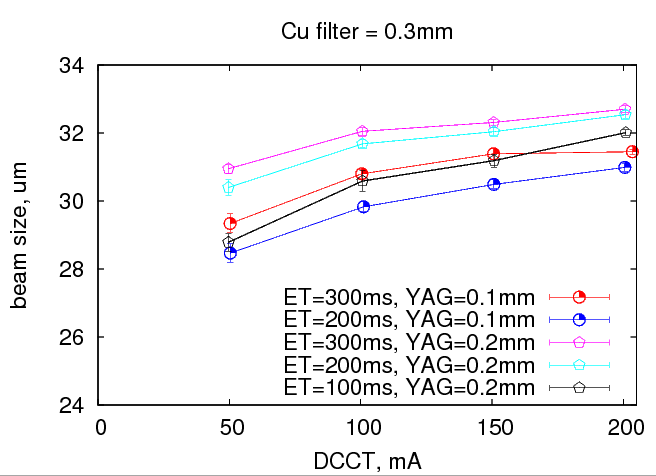 Cu filter = 0.3mm
34
32
30
28
26
24
beam size, um
ET=300ms, YAG=0.1mm
ET=200ms, YAG=0.1mm
ET=300ms, YAG=0.2mm
ET=200ms, YAG=0.2mm
ET=100ms, YAG=0.2mm
0 50 100 150 200
DCCT, mA